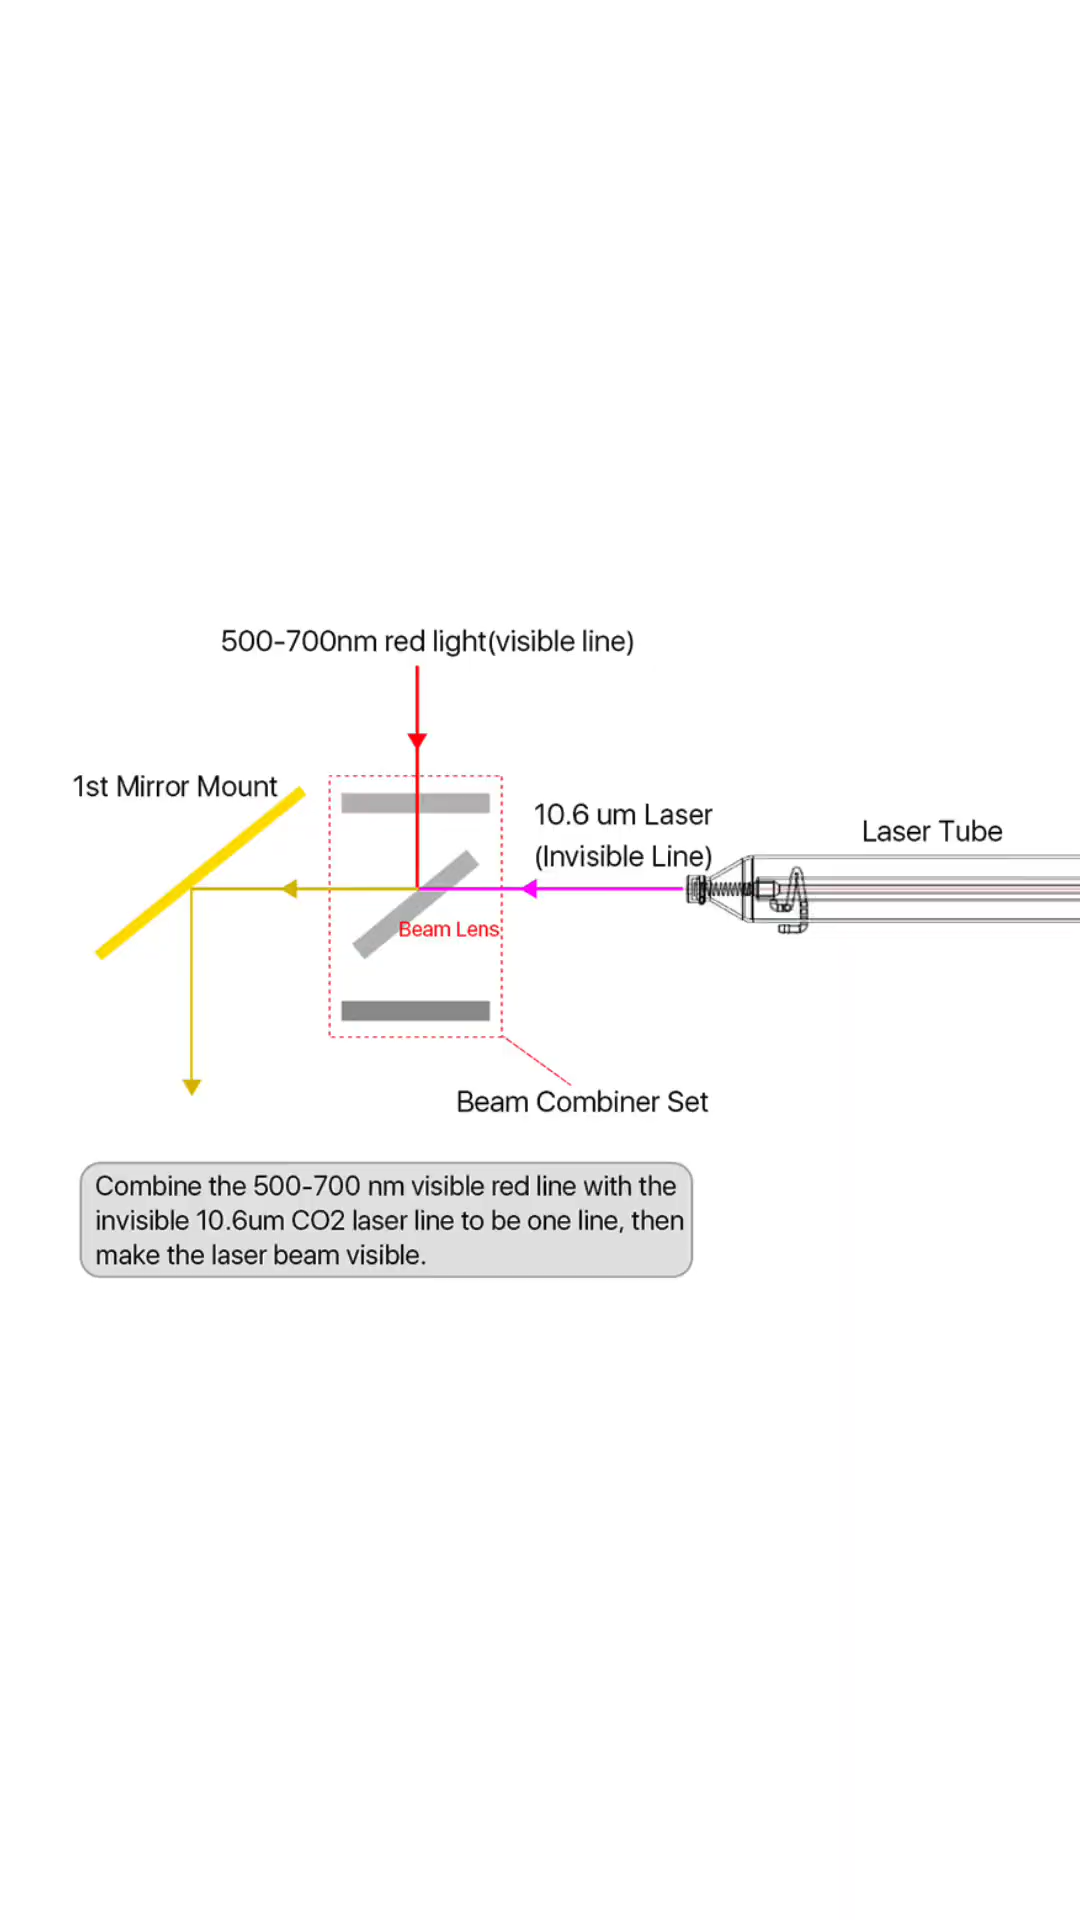 500-700nm red light(visible line)
1st Mirror Mount
10.6 um Laser
(Invisible Line)
Laser Tube
Beam Lens
Beam Combiner Set
Combine the 500-700 nm visible red line with the
invisible 10.6um CO2 laser line to be one line, then
make the laser beam visible.